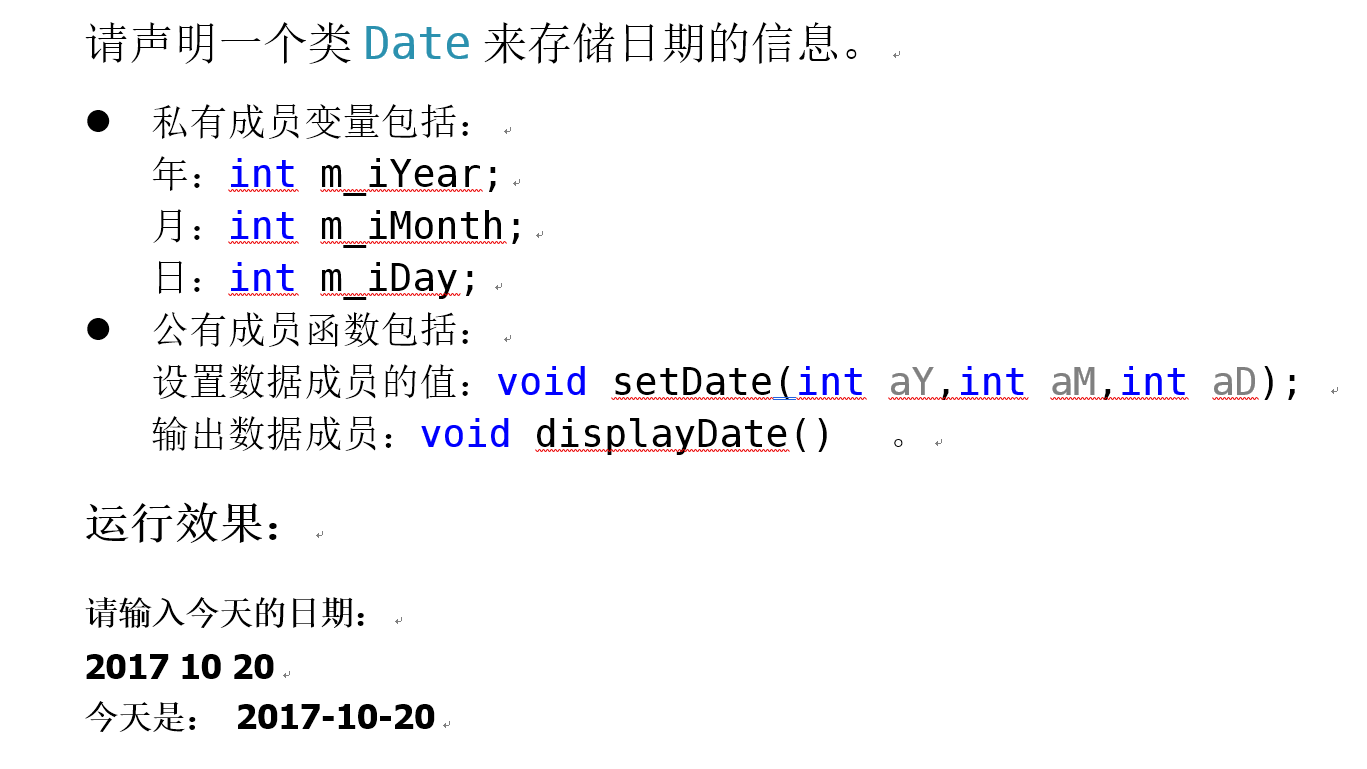 请声明一个类 Date 来存储日期的信息。
● 私有成员变量包括：
年：int m_iYear;
月：int m_iMonth;
日：int m_iDay;
● 公有成员函数包括：
设置数据成员的值：void setDate(int aY,int aM,int aD);
输出数据成员：void displayDate() 。
运行效果：
请输入今天的日期：
2017 10 20
今天是： 2017-10-20